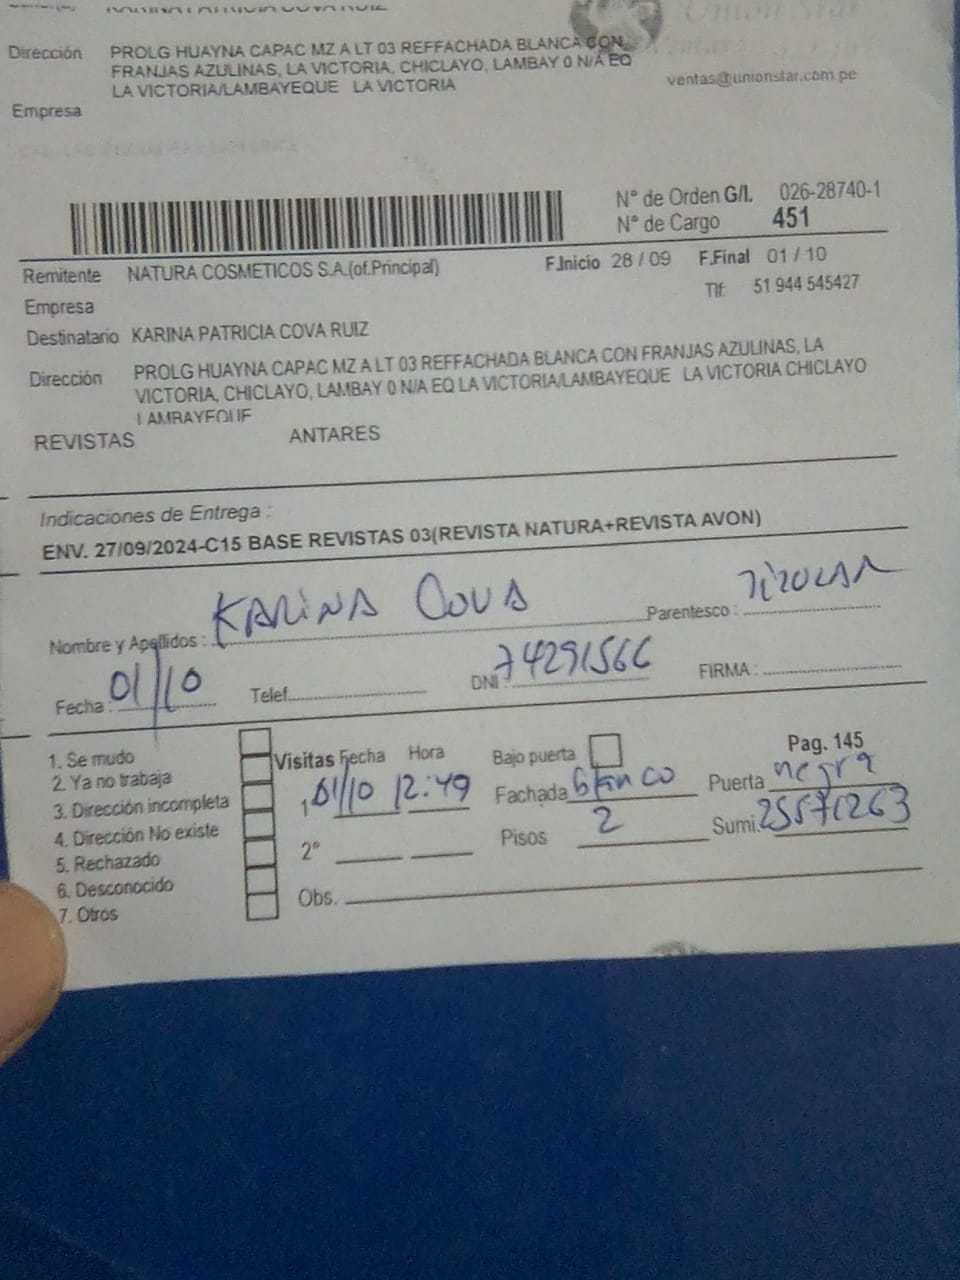 KARINA PATRICIA COVA RUIZ
Union Star
Dirección PROLG HUAYNA CAPAC MZ A LT 03 REFFACHADA BLANCA CON
FRANJAS AZULINAS, LA VICTORIA, CHICLAYO, LAMBAY 0 N/A EQ
LA VICTORIA/LAMBAYEQUE LA VICTORIA
ventas@unionstar.com.pe
Empresa
N° de Orden G/I. 026-28740-1
N° de Cargo 451
Remitente NATURA COSMETICOS S.A.(of.Principal) F.Inicio 28 / 09 F.Final 01 / 10
Empresa Tlf: 51 944 545427
Destinatario KARINA PATRICIA COVA RUIZ
Dirección PROLG HUAYNA CAPAC MZ A LT 03 REFFACHADA BLANCA CON FRANJAS AZULINAS, LA
VICTORIA, CHICLAYO, LAMBAY 0 N/A EQ LA VICTORIA/LAMBAYEQUE LA VICTORIA CHICLAYO
LAMBAYEQUE
REVISTAS ANTARES
Indicaciones de Entrega :
ENV. 27/09/2024-C15 BASE REVISTAS 03(REVISTA NATURA+REVISTA AVON)
Nombre y Apellidos : KARINA COVA Parentesco : TITULAR
Fecha : 01/10 Telef. DNI : 74291566 FIRMA :
1. Se mudo
2. Ya no trabaja
3. Dirección incompleta
4. Dirección No existe
5. Rechazado
6. Desconocido
7. Otros
Visitas Fecha Hora Bajo puerta Pag. 145
1° 01/10 12:49 Fachada blanco Puerta negra
2° Pisos 2 Sumi. 25571263
Obs.